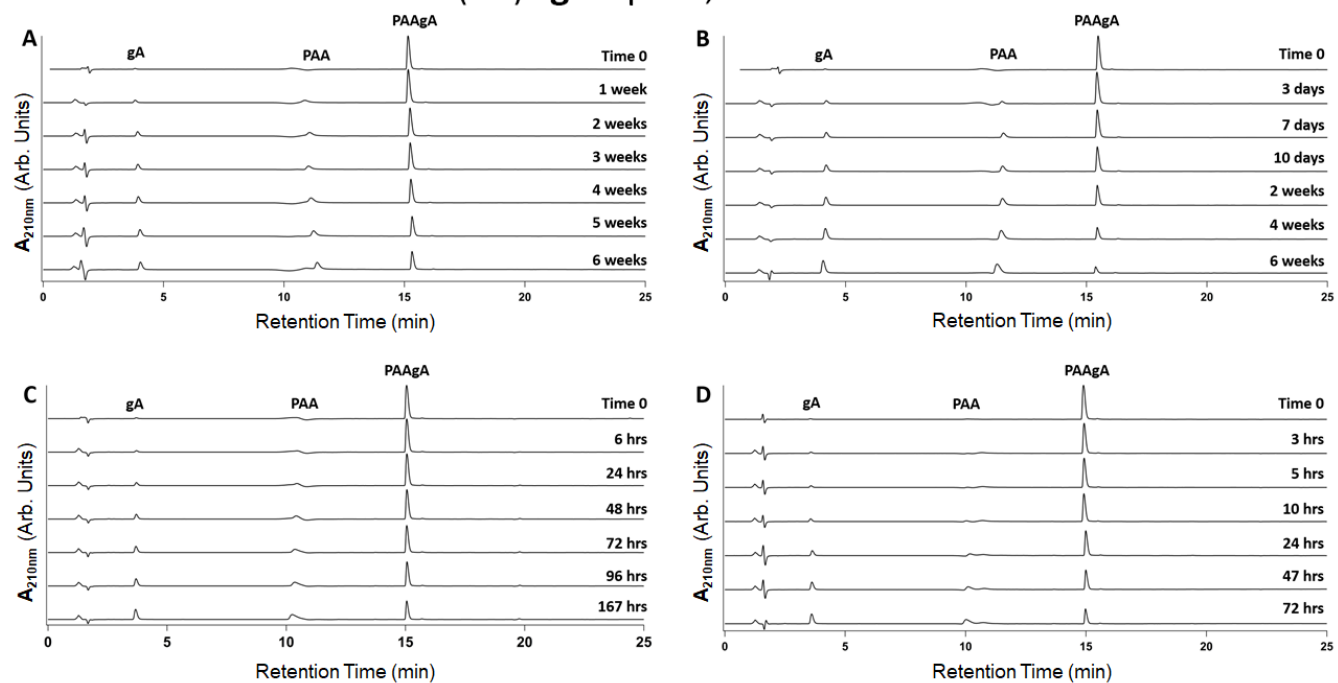 A
PAAgA
gA
PAA
Time 0
1 week
2 weeks
3 weeks
4 weeks
5 weeks
6 weeks
A210nm (Arb. Units)
0 5 10 15 20 25
Retention Time (min)
B
PAAgA
gA
PAA
Time 0
3 days
7 days
10 days
2 weeks
4 weeks
6 weeks
A210nm (Arb. Units)
0 5 10 15 20 25
Retention Time (min)
C
PAAgA
gA
PAA
Time 0
6 hrs
24 hrs
48 hrs
72 hrs
96 hrs
167 hrs
A210nm (Arb. Units)
0 5 10 15 20 25
Retention Time (min)
D
PAAgA
gA
PAA
Time 0
3 hrs
5 hrs
10 hrs
24 hrs
47 hrs
72 hrs
A210nm (Arb. Units)
0 5 10 15 20 25
Retention Time (min)